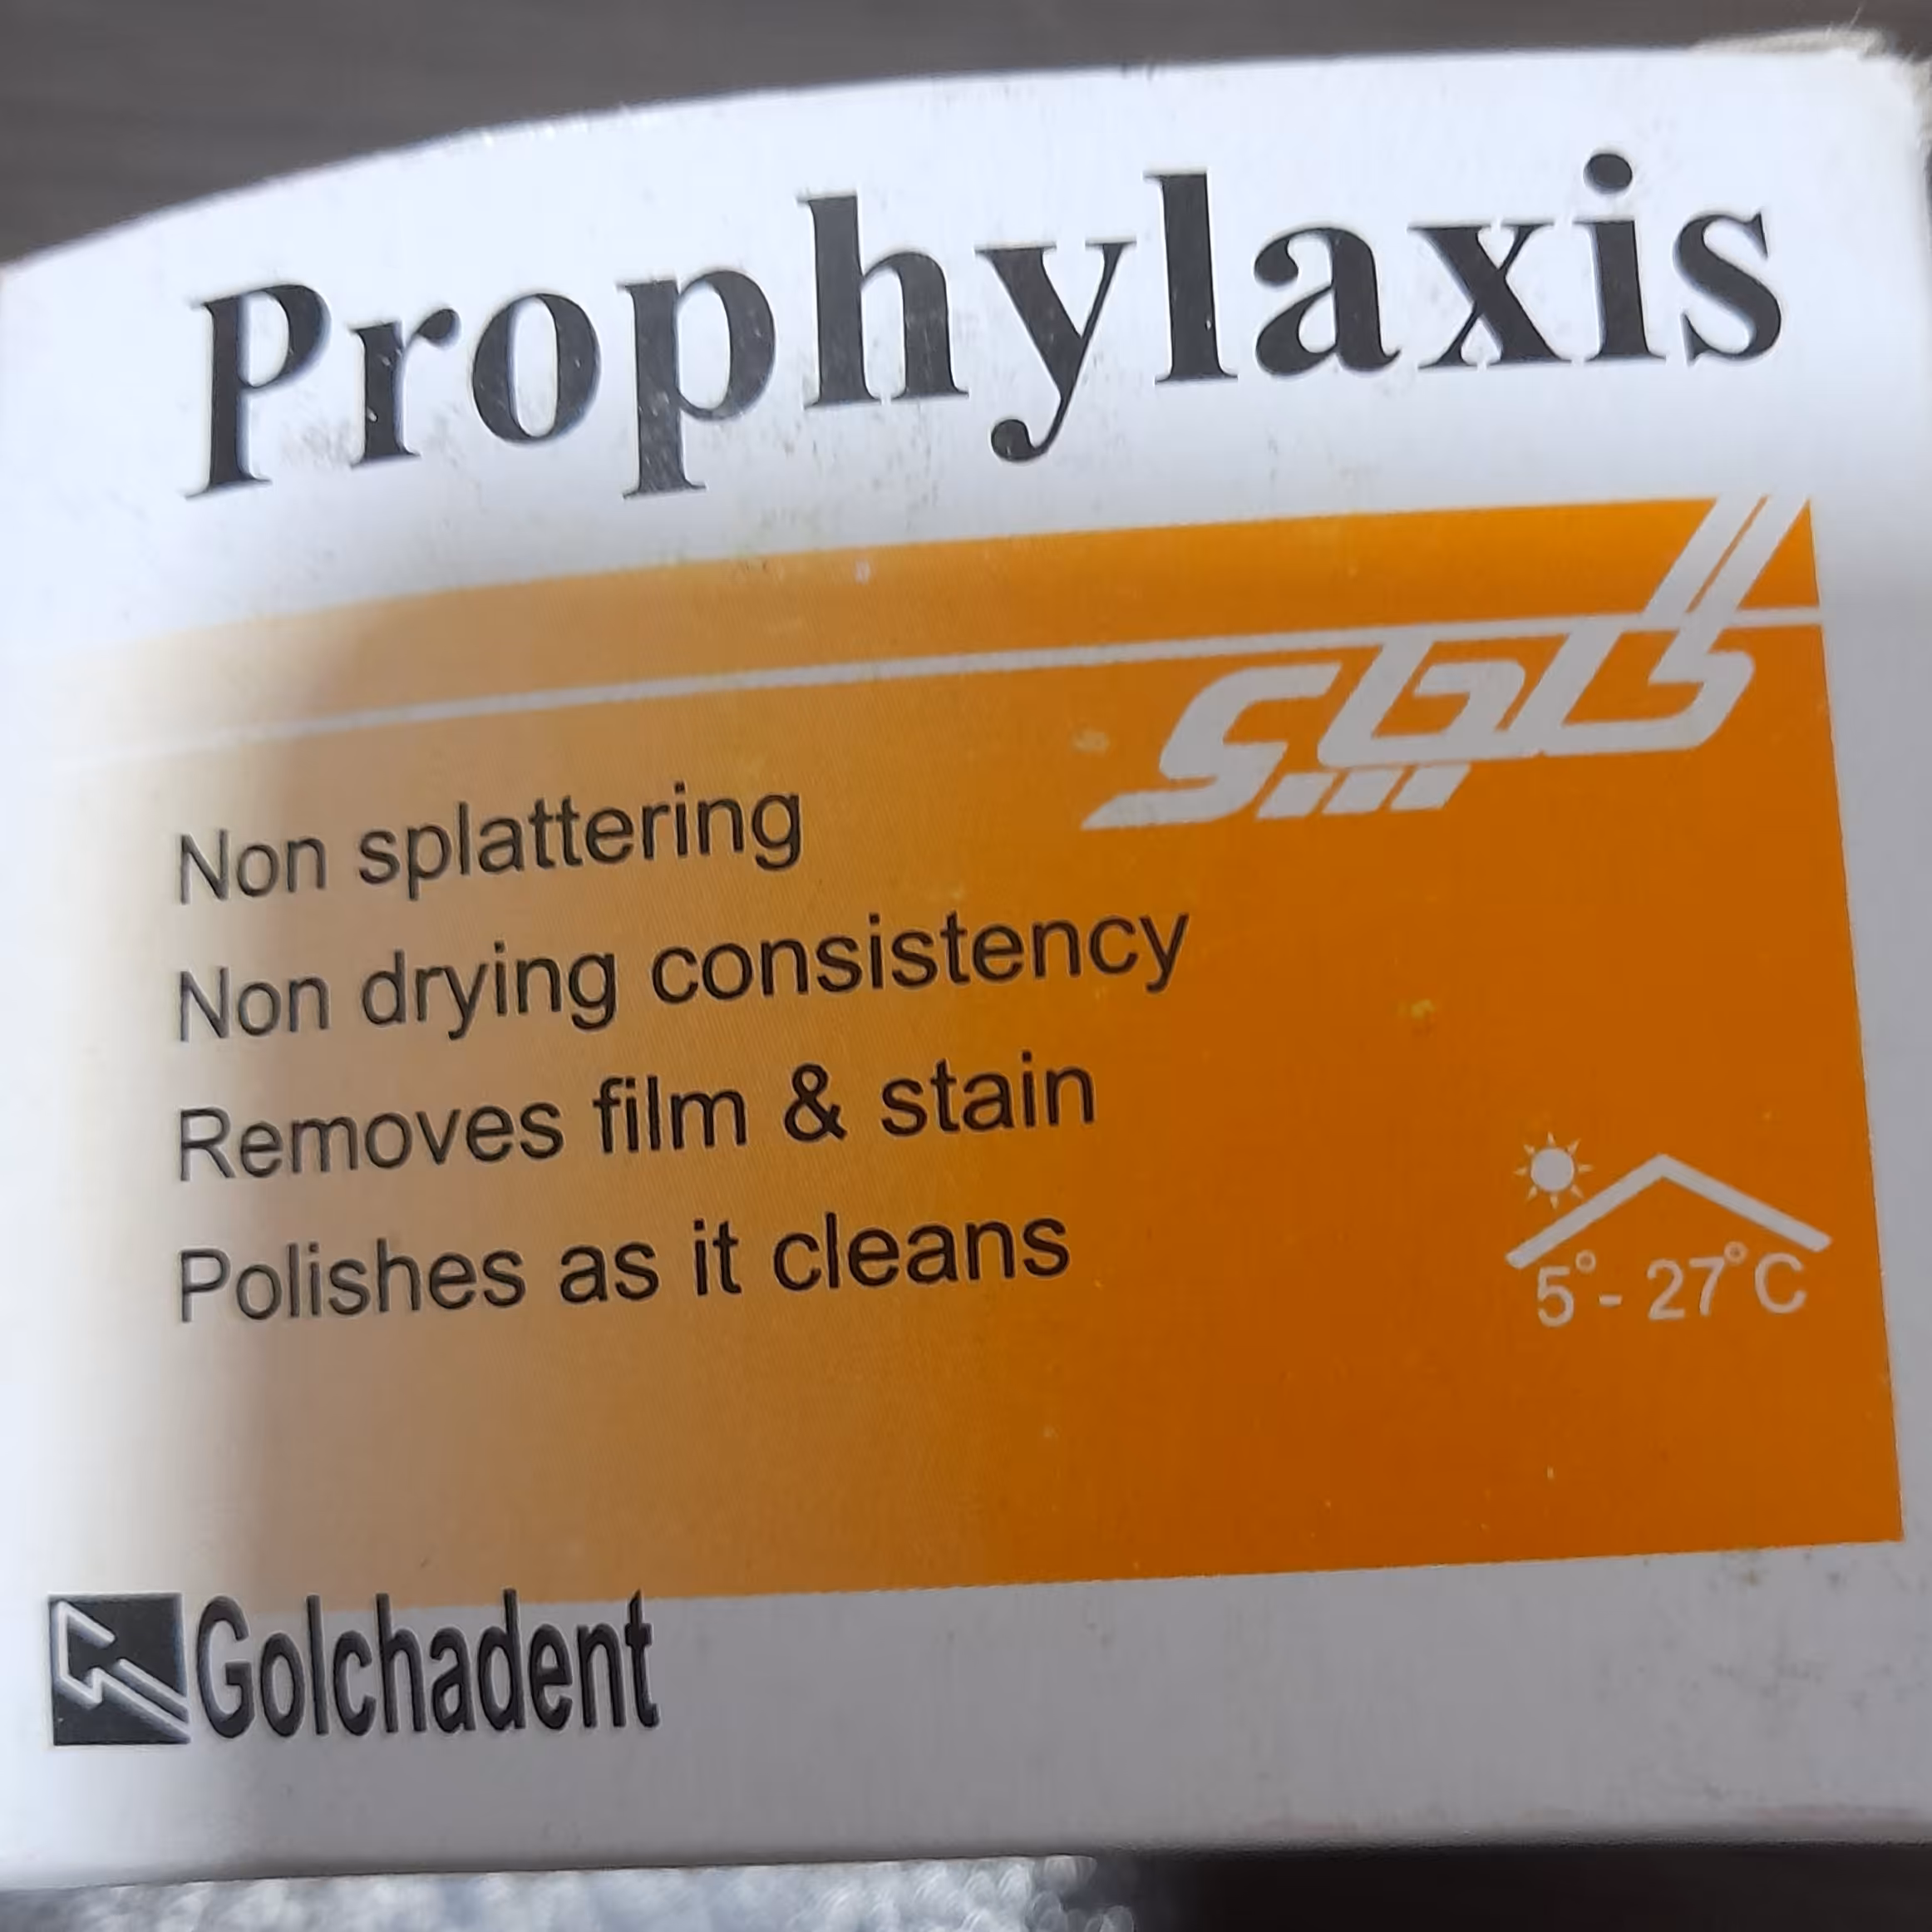 Prophylaxis
گلچای
Non splattering
Non drying consistency
Removes film & stain
Polishes as it cleans
5° - 27°C
Golchadent